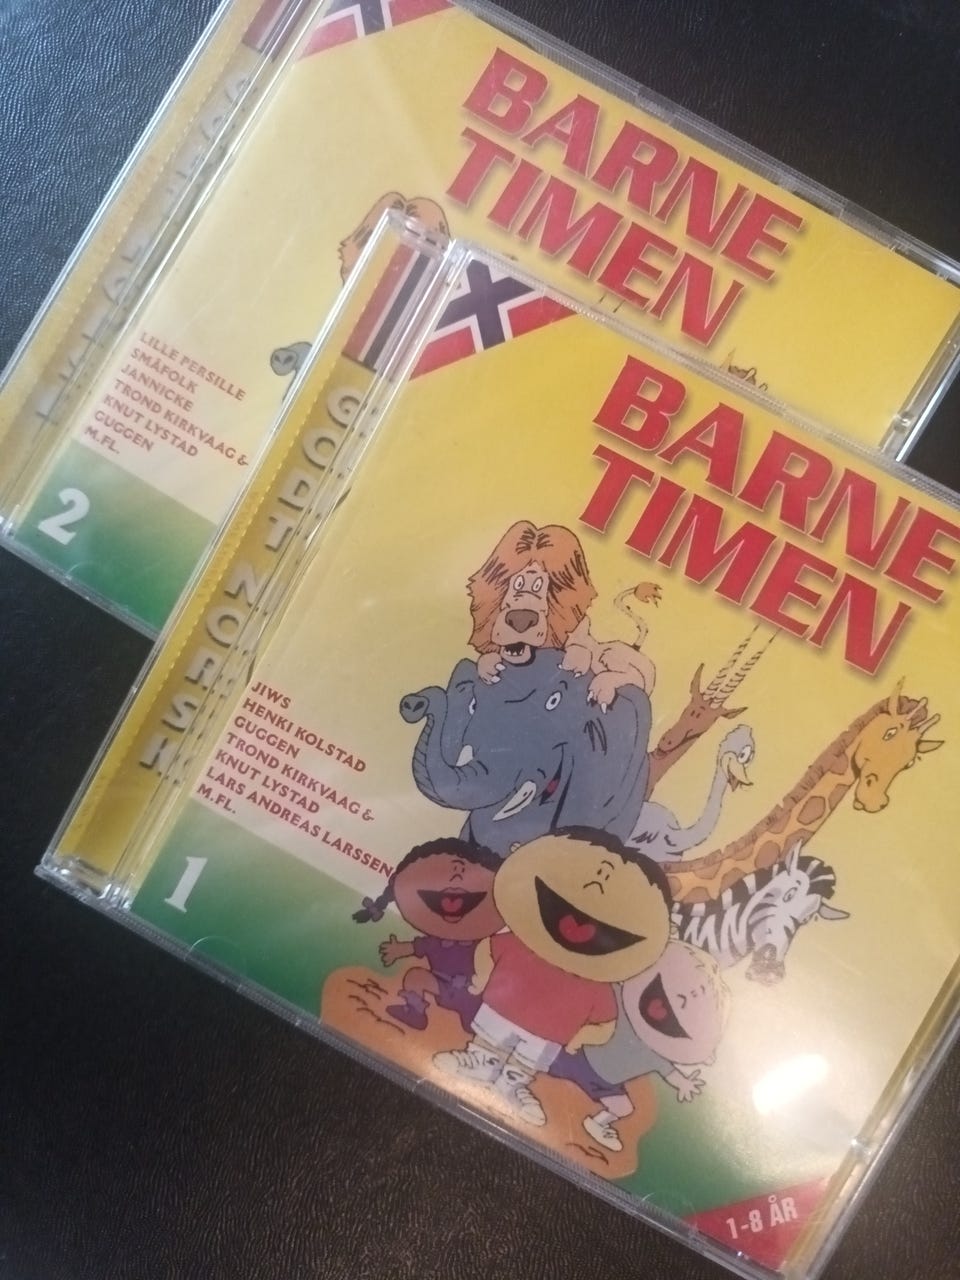 BARNE
TIMEN
LILLE PERSILLE
SMÅFOLK
JANNICKE
TROND KIRKVAAG &
KNUT LYSTAD
GUGGEN
M.FL.
2
GODT NORSK
BARNE
TIMEN
JIWS
HENKI KOLSTAD
GUGGEN
TROND KIRKVAAG &
KNUT LYSTAD
LARS ANDREAS LARSSEN
M.FL.
1
1-8 ÅR